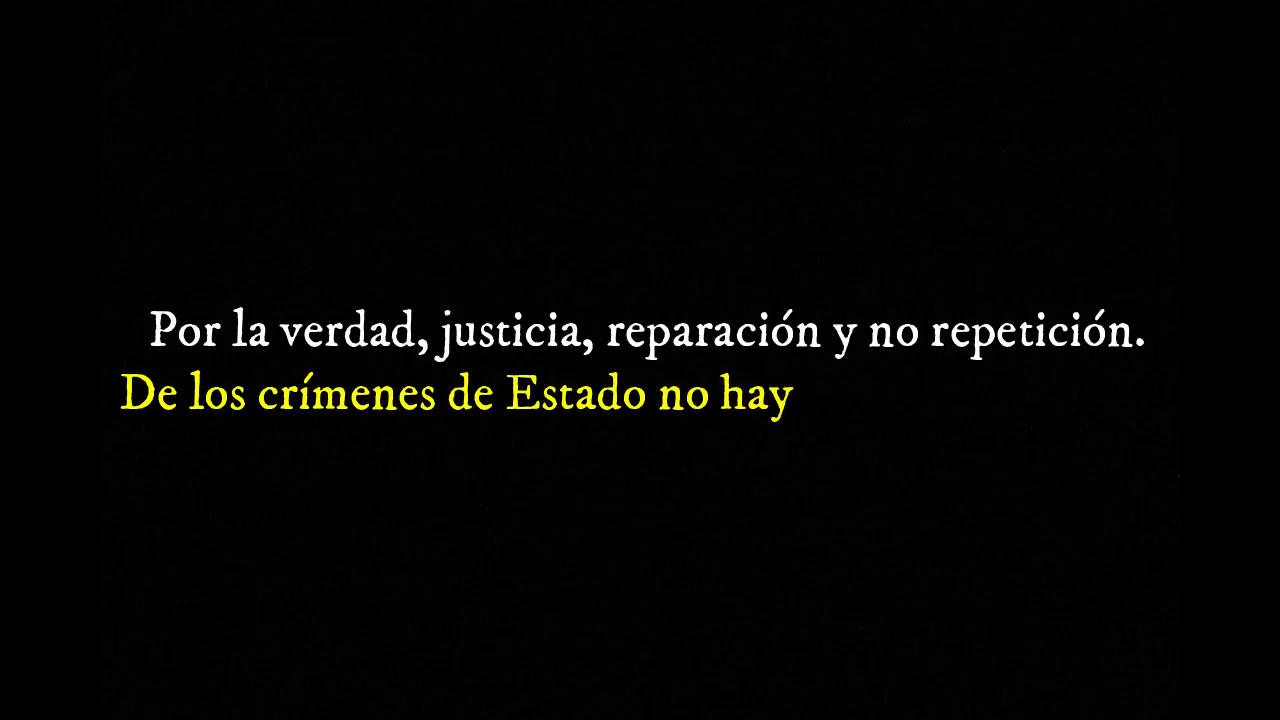 Por la verdad, justicia, reparación y no repetición.
De los crímenes de Estado no hay